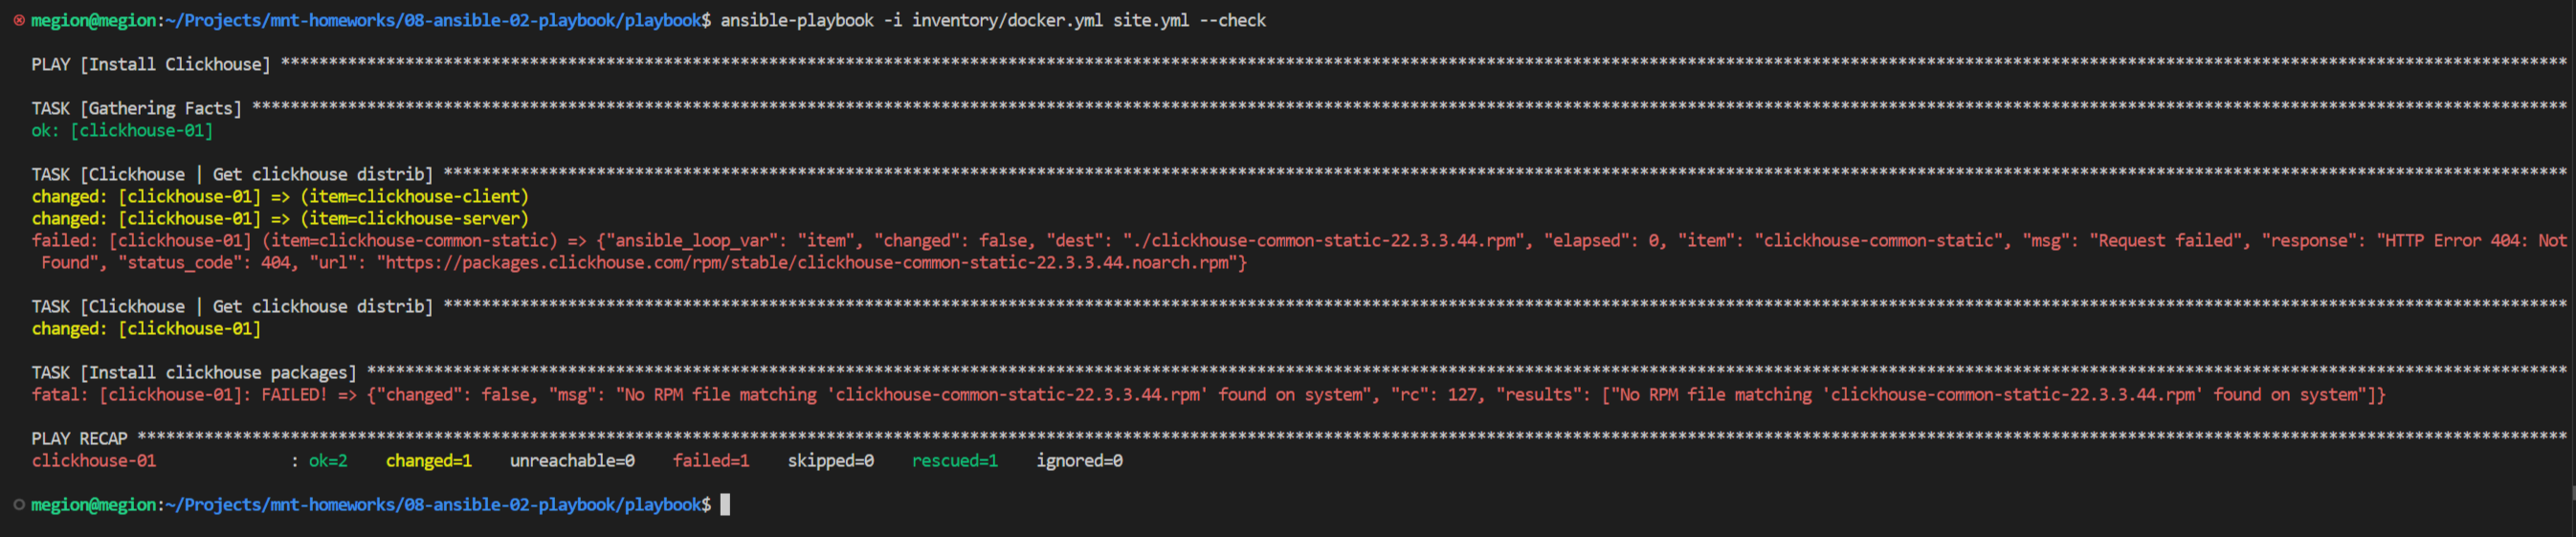 megion@megion:~/Projects/mnt-homeworks/08-ansible-02-playbook/playbook$ ansible-playbook -i inventory/docker.yml site.yml --check
PLAY [Install Clickhouse] ****************************************************************************************************
TASK [Gathering Facts] ****************************************************************************************************
ok: [clickhouse-01]
TASK [Clickhouse | Get clickhouse distrib] ****************************************************************************************************
changed: [clickhouse-01] => (item=clickhouse-client)
changed: [clickhouse-01] => (item=clickhouse-server)
failed: [clickhouse-01] (item=clickhouse-common-static) => {"ansible_loop_var": "item", "changed": false, "dest": "./clickhouse-common-static-22.3.3.44.rpm", "elapsed": 0, "item": "clickhouse-common-static", "msg": "Request failed", "response": "HTTP Error 404: Not
Found", "status_code": 404, "url": "https://packages.clickhouse.com/rpm/stable/clickhouse-common-static-22.3.3.44.noarch.rpm"}
TASK [Clickhouse | Get clickhouse distrib] ****************************************************************************************************
changed: [clickhouse-01]
TASK [Install clickhouse packages] ****************************************************************************************************
fatal: [clickhouse-01]: FAILED! => {"changed": false, "msg": "No RPM file matching 'clickhouse-common-static-22.3.3.44.rpm' found on system", "rc": 127, "results": ["No RPM file matching 'clickhouse-common-static-22.3.3.44.rpm' found on system"]}
PLAY RECAP ****************************************************************************************************
clickhouse-01 : ok=2 changed=1 unreachable=0 failed=1 skipped=0 rescued=1 ignored=0
megion@megion:~/Projects/mnt-homeworks/08-ansible-02-playbook/playbook$